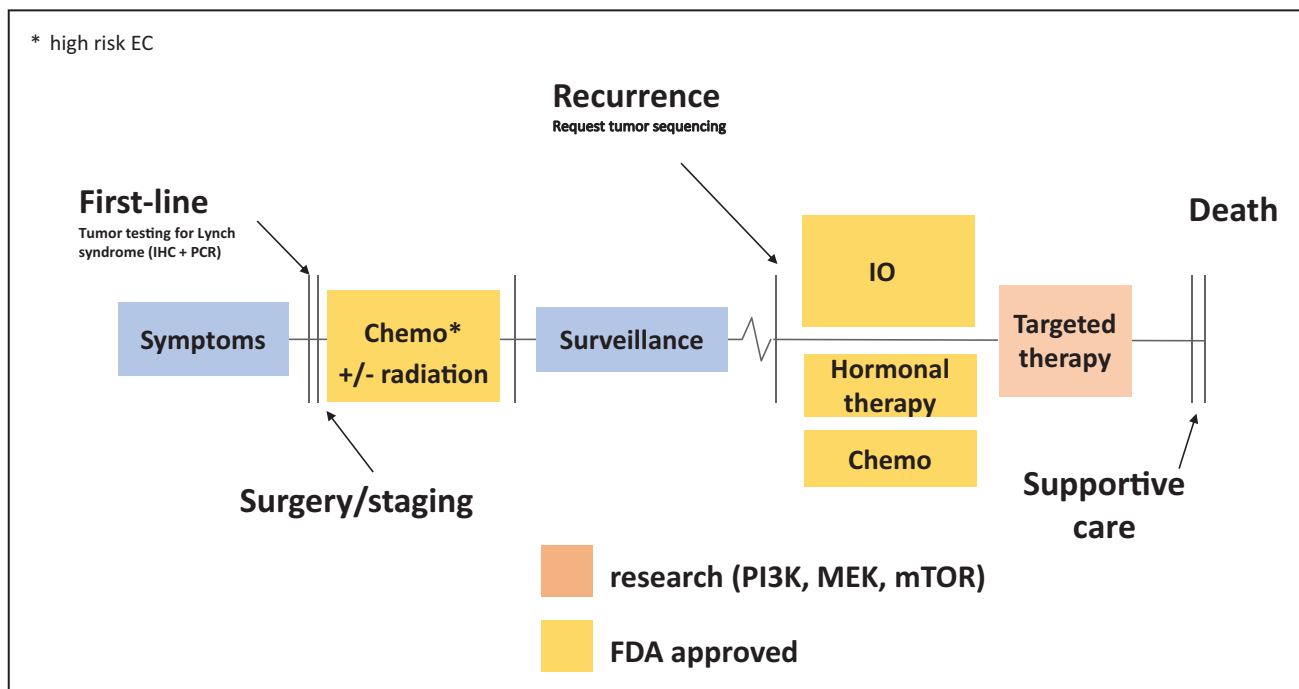 * high risk EC
Recurrence
Request tumor sequencing
First-line
Tumor testing for Lynch
syndrome (IHC + PCR)
Death
Symptoms
Chemo*
+/- radiation
Surveillance
IO
Hormonal
therapy
Chemo
Targeted
therapy
Surgery/staging
Supportive
care
research (PI3K, MEK, mTOR)
FDA approved